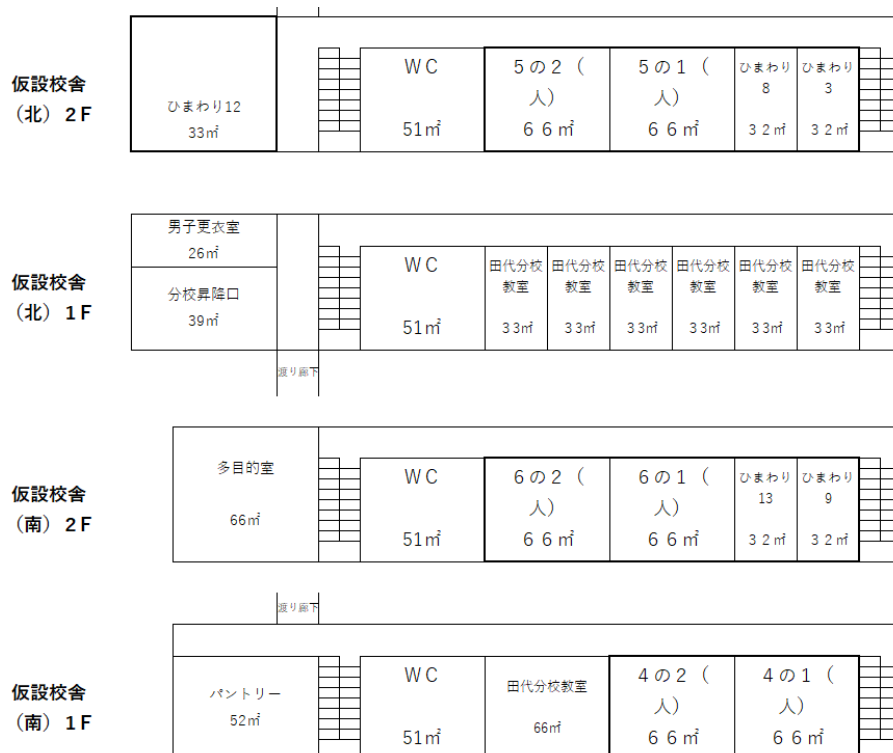 仮設校舎
（北）２Ｆ
ひまわり12
33㎡
ＷＣ
51㎡
５の２（
人）
６６㎡
５の１（
人）
６６㎡
ひまわり
8
３２㎡
ひまわり
3
３２㎡
仮設校舎
（北）１Ｆ
男子更衣室
26㎡
分校昇降口
39㎡
ＷＣ
51㎡
田代分校
教室
33㎡
田代分校
教室
33㎡
田代分校
教室
33㎡
田代分校
教室
33㎡
田代分校
教室
33㎡
田代分校
教室
33㎡
渡り廊下
仮設校舎
（南）２Ｆ
多目的室
66㎡
ＷＣ
51㎡
６の２（
人）
６６㎡
６の１（
人）
６６㎡
ひまわり
13
３２㎡
ひまわり
9
３２㎡
渡り廊下
仮設校舎
（南）１Ｆ
パントリー
52㎡
ＷＣ
51㎡
田代分校教室
66㎡
４の２（
人）
６６㎡
４の１（
人）
６６㎡